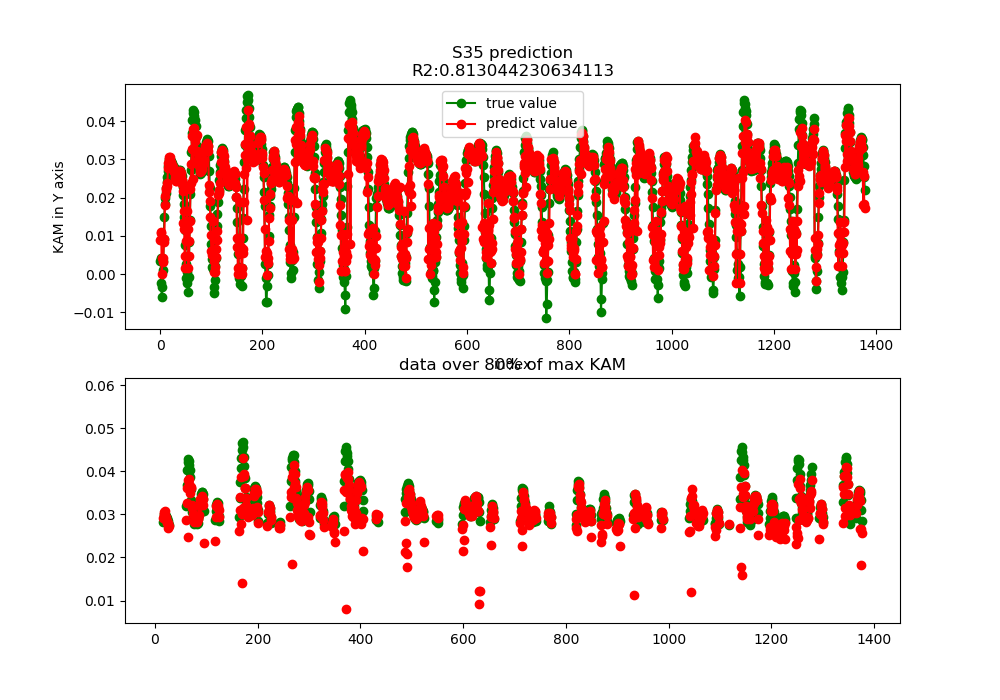 S35 prediction
R2:0.813044230634113
true value
predict value
KAM in Y axis
0.04
0.03
0.02
0.01
0.00
−0.01
0 200 400 600 800 1000 1200 1400
index
data over 80% of max KAM
0.06
0.05
0.04
0.03
0.02
0.01
0 200 400 600 800 1000 1200 1400